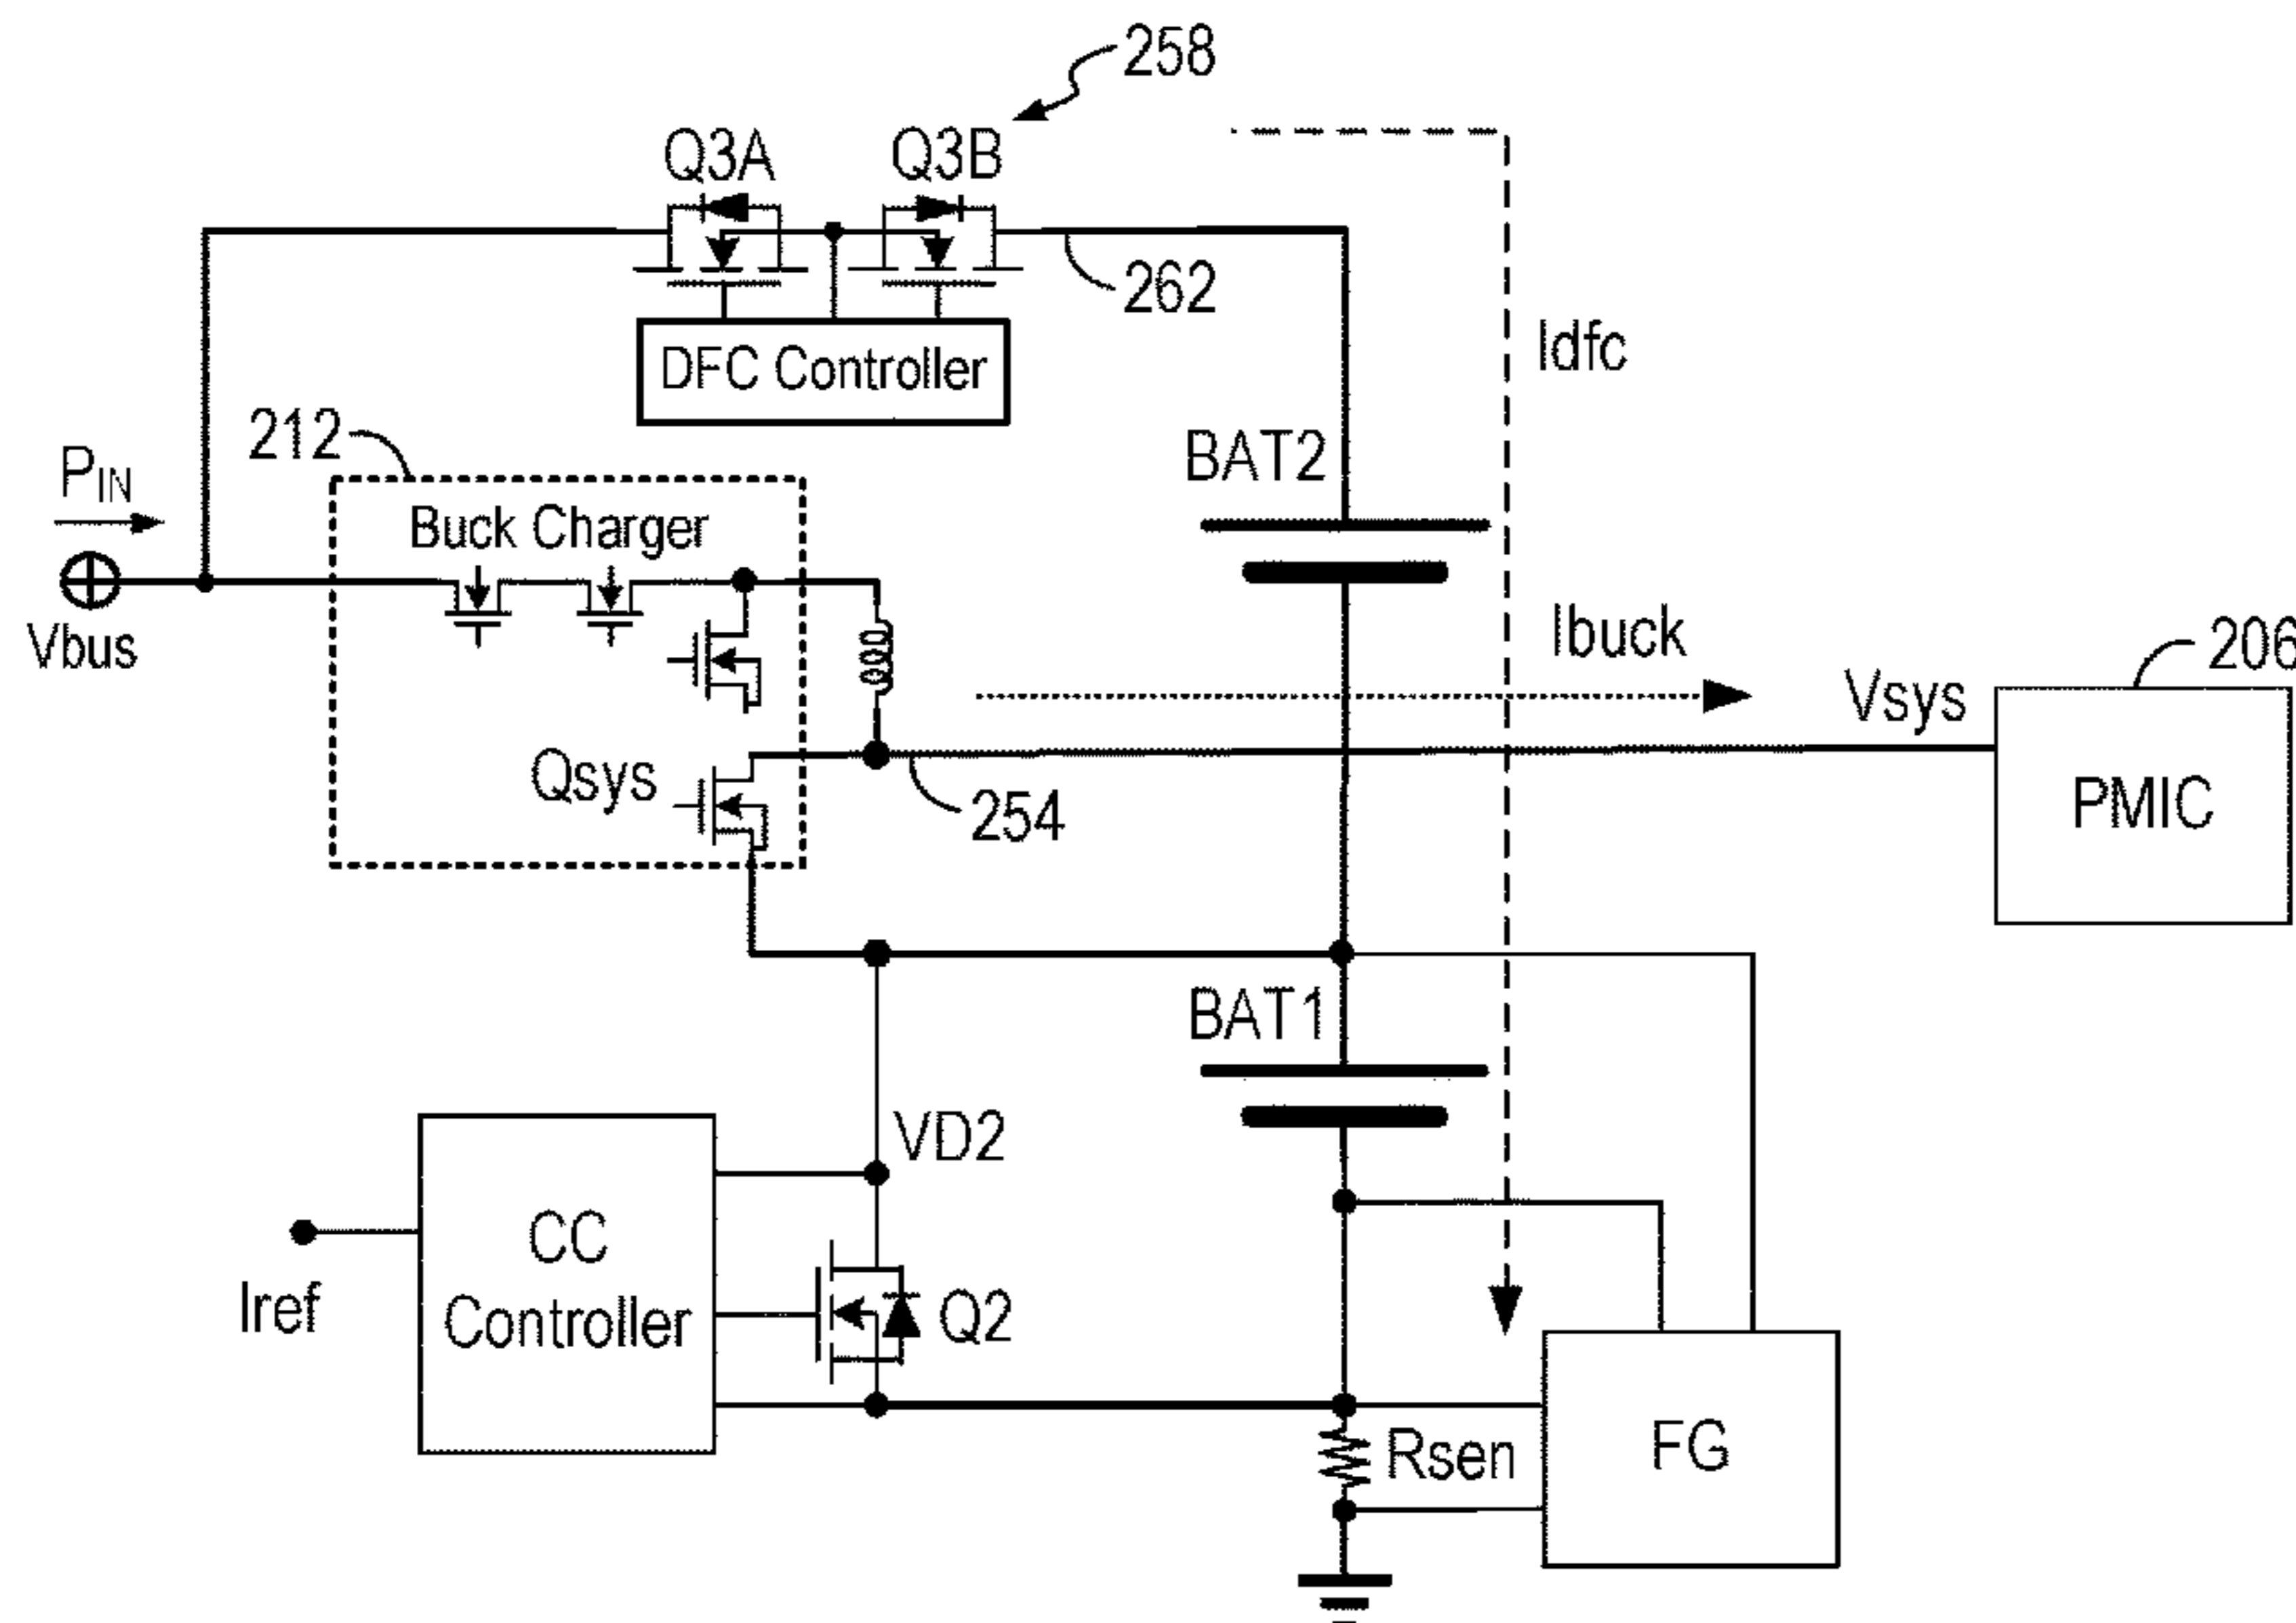 258
Q3A
Q3B
262
DFC Controller
Idfc
212
PIN
Buck Charger
BAT2
Vbus
Ibuck
206
Vsys
Qsys
254
PMIC
BAT1
VD2
CC
Controller
Iref
Q2
Rsen
FG